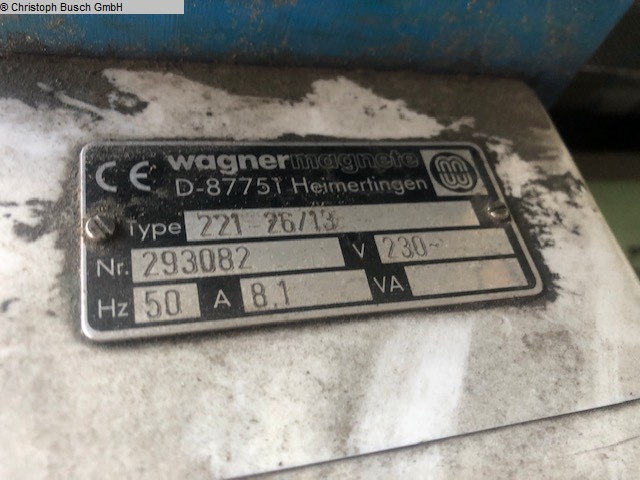 © Christoph Busch GmbH
CE wagnermagnete
D-87751 Heimertingen
Type 221-26/13
Nr. 293082 V 230~
Hz 50 A 8,1 VA